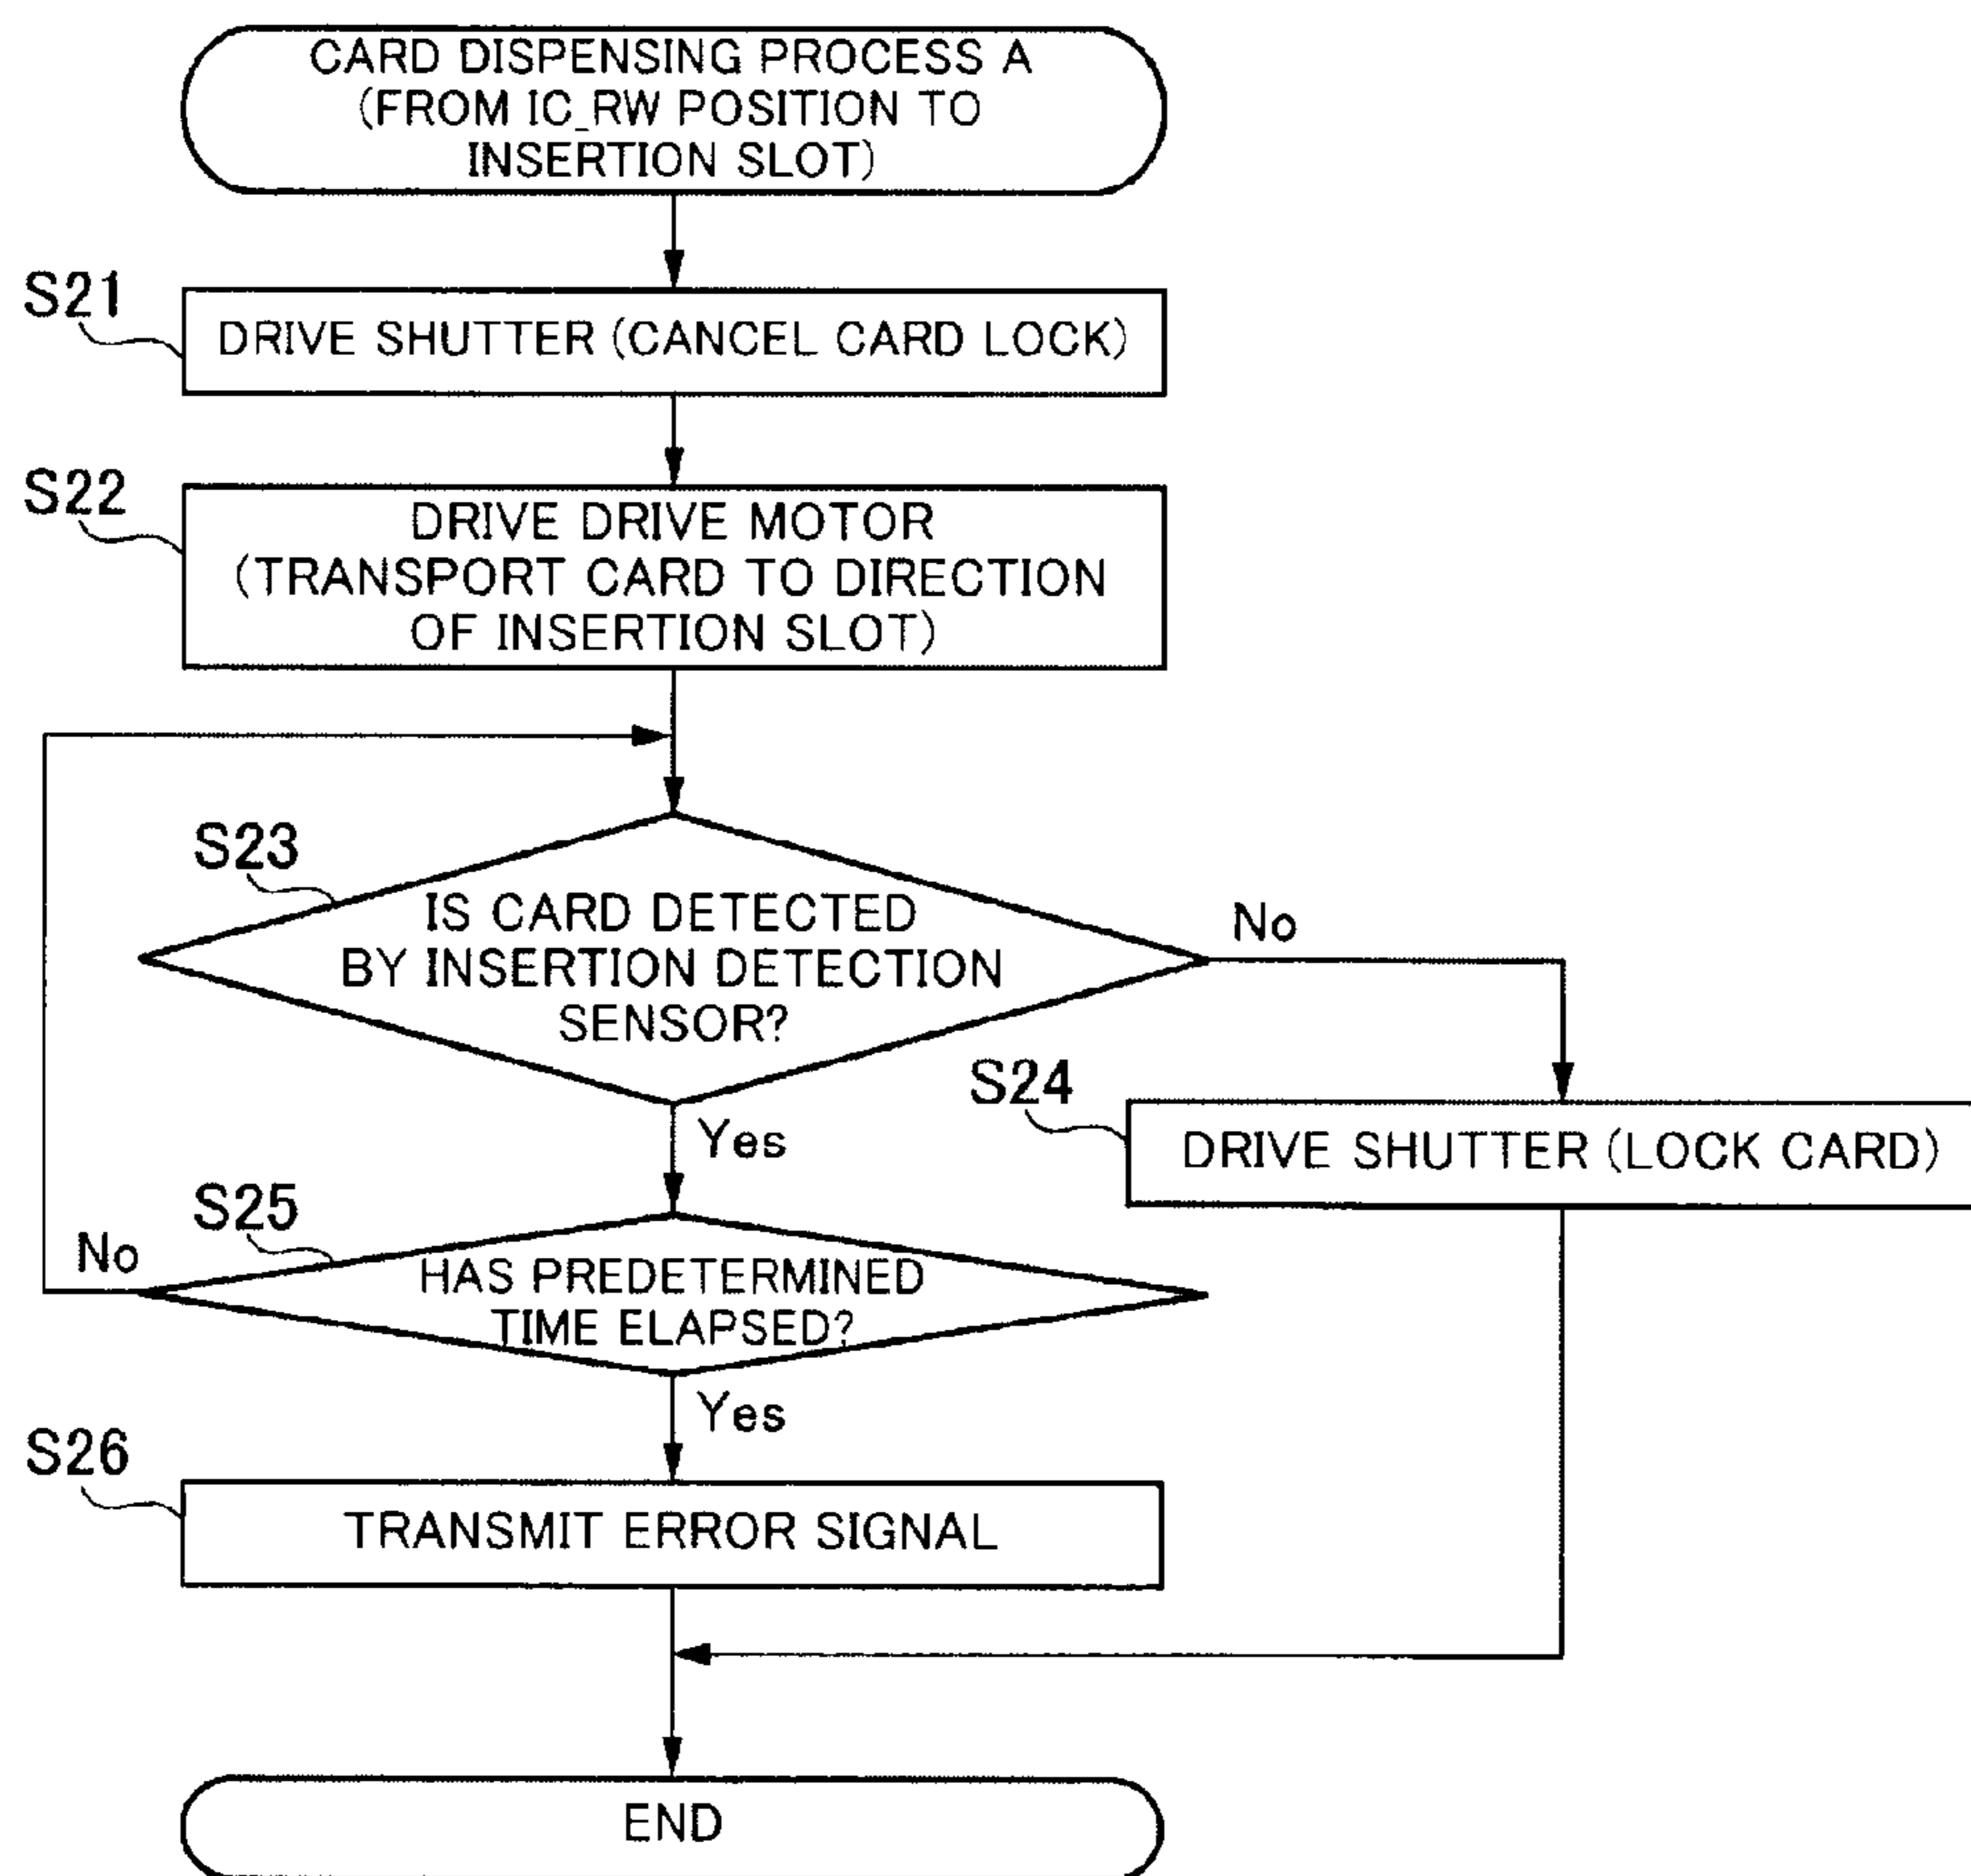 CARD DISPENSING PROCESS A
(FROM IC_RW POSITION TO
INSERTION SLOT)
S21
DRIVE SHUTTER (CANCEL CARD LOCK)
S22
DRIVE DRIVE MOTOR
(TRANSPORT CARD TO DIRECTION
OF INSERTION SLOT)
S23
IS CARD DETECTED
BY INSERTION DETECTION
SENSOR?
No
Yes
S24
DRIVE SHUTTER (LOCK CARD)
S25
No
HAS PREDETERMINED
TIME ELAPSED?
Yes
S26
TRANSMIT ERROR SIGNAL
END